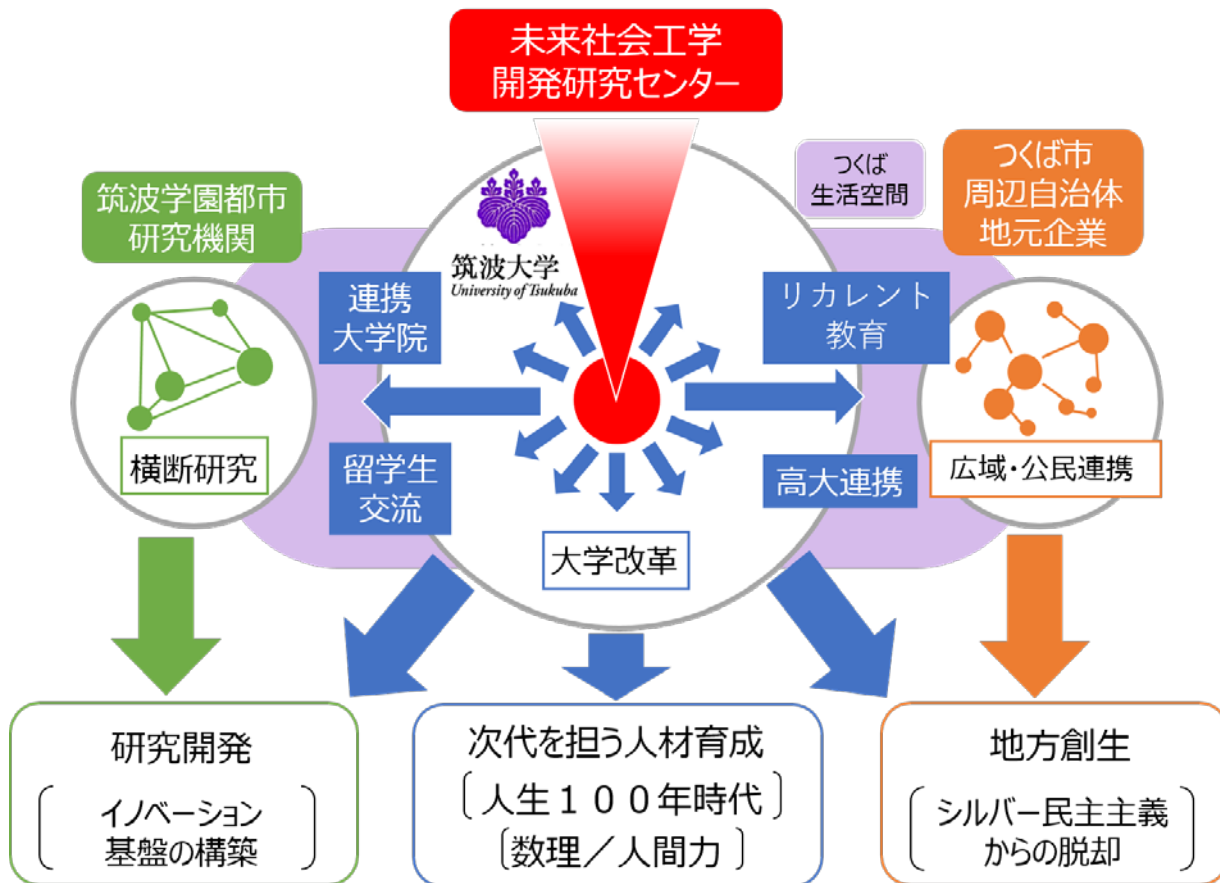 未来社会工学
開発研究センター
筑波学園都市
研究機関
つくば
生活空間
つくば市
周辺自治体
地元企業
筑波大学
University of Tsukuba
連携
大学院
リカレント
教育
横断研究
留学生
交流
高大連携
広域・公民連携
大学改革
研究開発
イノベーション
基盤の構築
次代を担う人材育成
〔人生１００年時代〕
〔数理／人間力〕
地方創生
シルバー民主主義
からの脱却